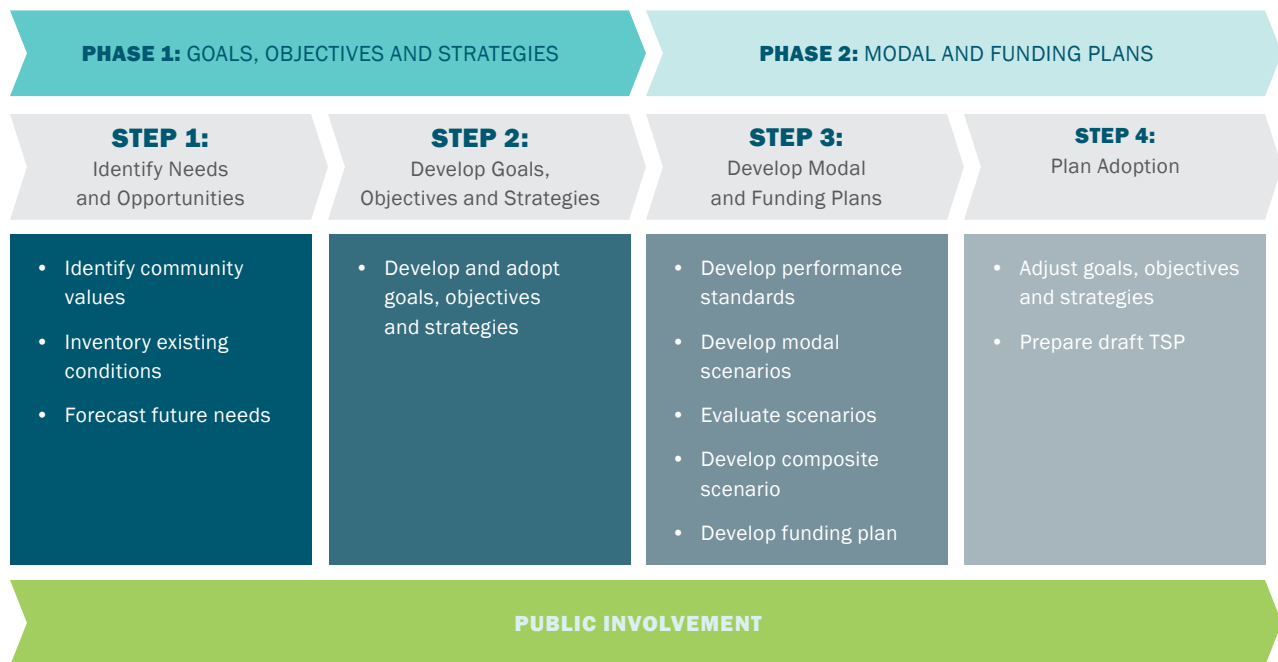 PHASE 1: GOALS, OBJECTIVES AND STRATEGIES
PHASE 2: MODAL AND FUNDING PLANS
STEP 1:
Identify Needs
and Opportunities
STEP 2:
Develop Goals,
Objectives and Strategies
STEP 3:
Develop Modal
and Funding Plans
STEP 4:
Plan Adoption
• Identify community
values
• Inventory existing
conditions
• Forecast future needs
• Develop and adopt
goals, objectives
and strategies
• Develop performance
standards
• Develop modal
scenarios
• Evaluate scenarios
• Develop composite
scenario
• Develop funding plan
• Adjust goals, objectives
and strategies
• Prepare draft TSP
PUBLIC INVOLVEMENT